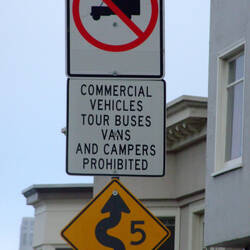 COMMERCIAL
VEHICLES
TOUR BUSES
VANS
AND CAMPERS
PROHIBITED
5